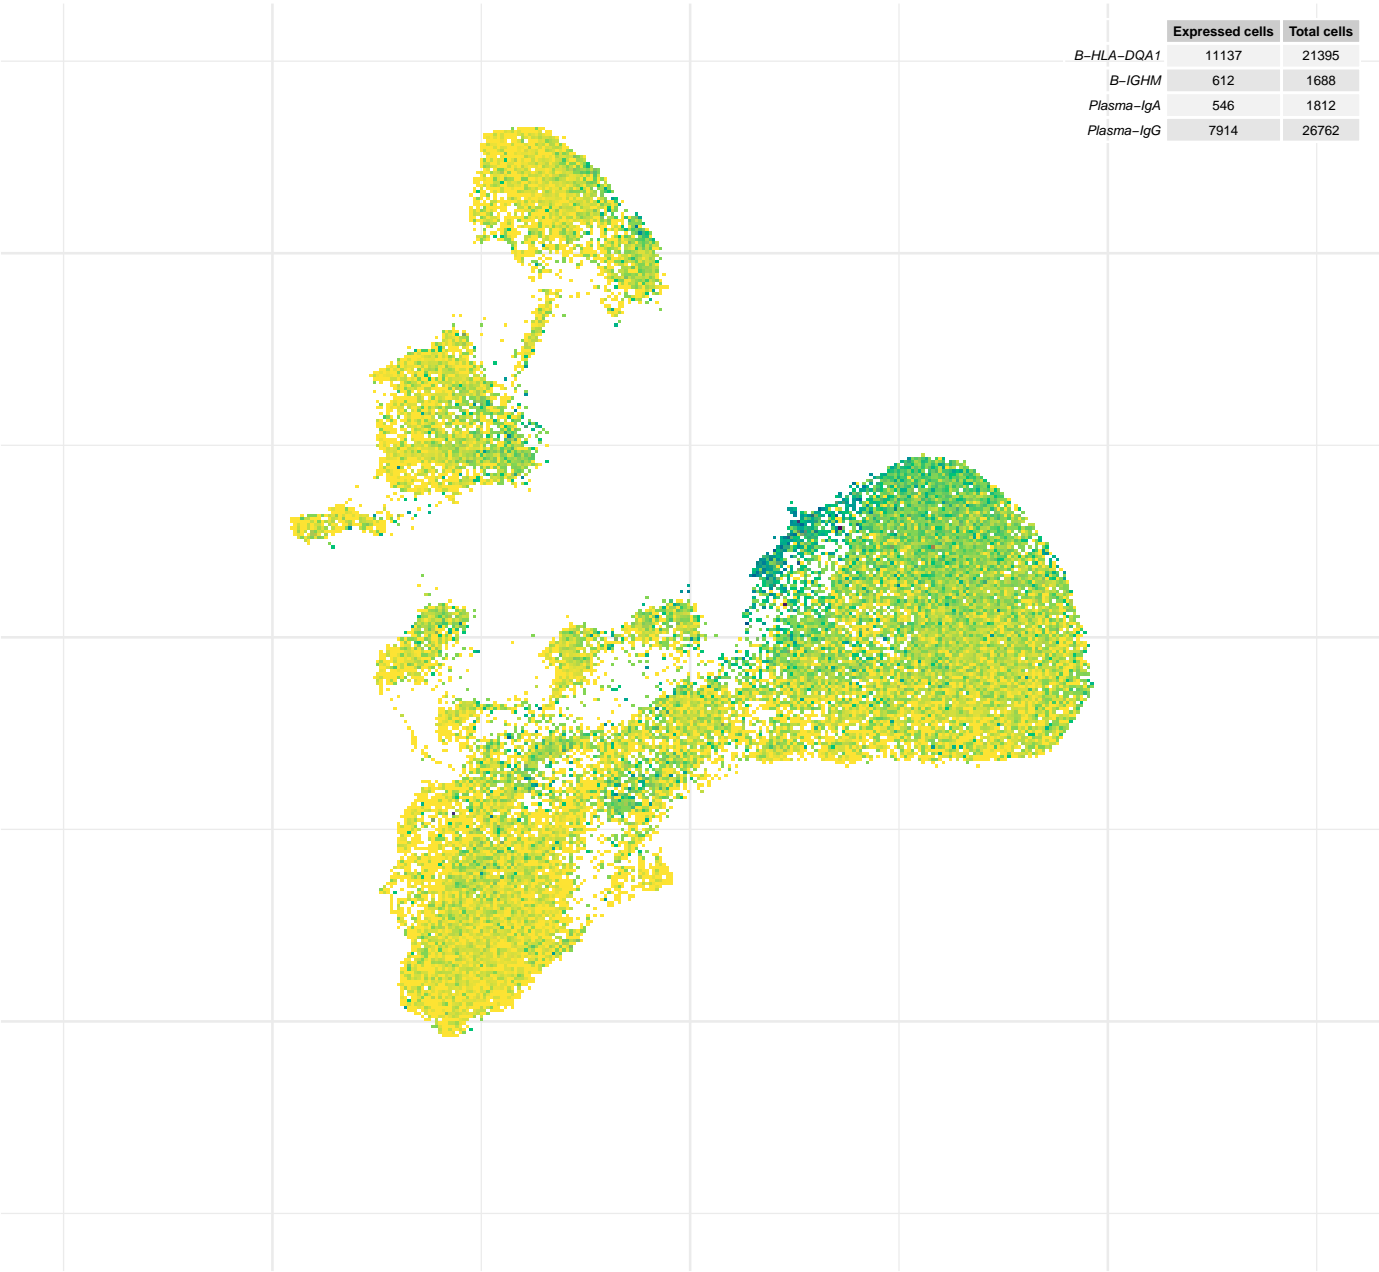 Expressed cells Total cells
B−HLA−DQA1 11137 21395
B−IGHM 612 1688
Plasma−IgA 546 1812
Plasma−IgG 7914 26762